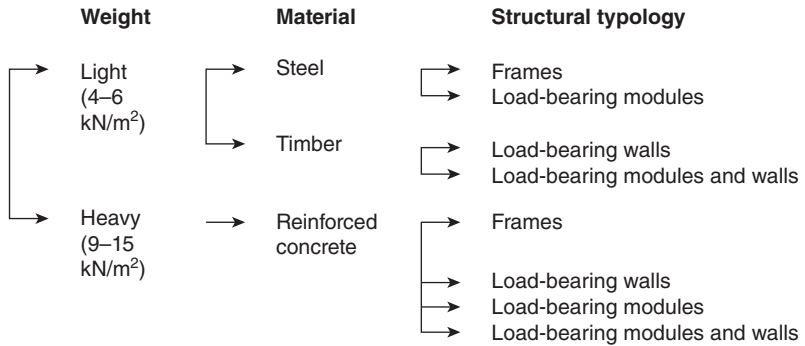 Weight Material Structural typology
Light
(4–6
kN/m²)
Steel
Frames
Load-bearing modules
Timber
Load-bearing walls
Load-bearing modules and walls
Heavy
(9–15
kN/m²)
Reinforced
concrete
Frames
Load-bearing walls
Load-bearing modules
Load-bearing modules and walls